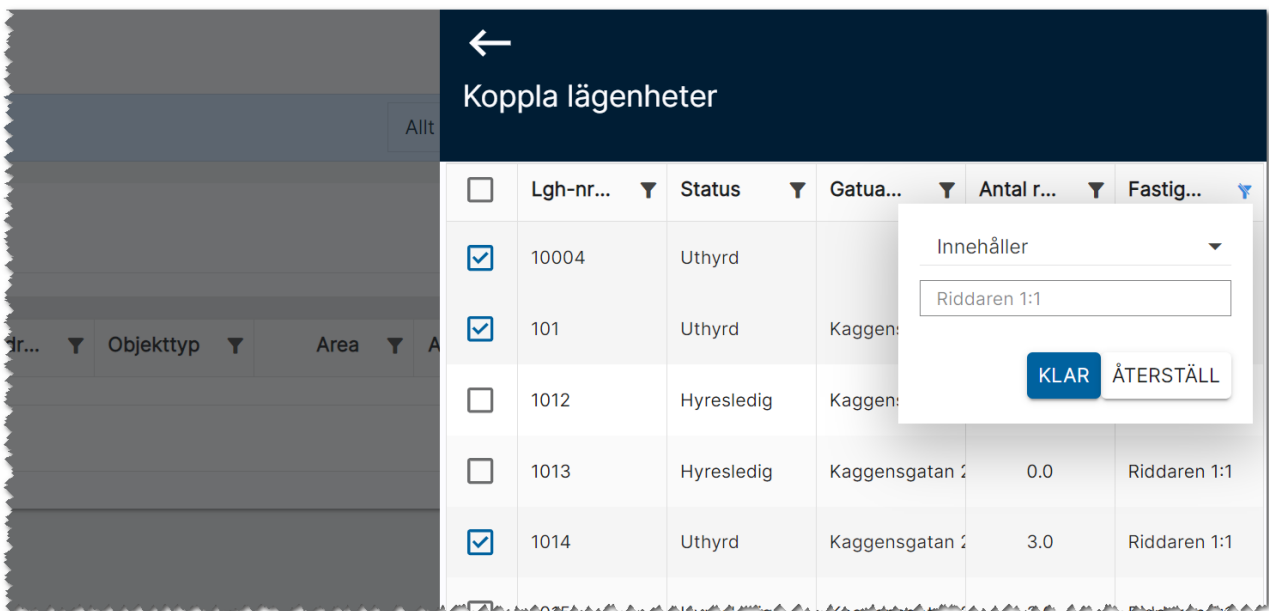 Koppla lägenheter
Allt
Lgh-nr... Status Gatua... Antal r... Fastig...
Innehåller
Riddaren 1:1
KLAR ÅTERSTÄLL
10004 Uthyrd
101 Uthyrd Kaggens
1012 Hyresledig Kaggens
1013 Hyresledig Kaggensgatan 2 0.0 Riddaren 1:1
1014 Uthyrd Kaggensgatan 2 3.0 Riddaren 1:1
Objekttyp Area A